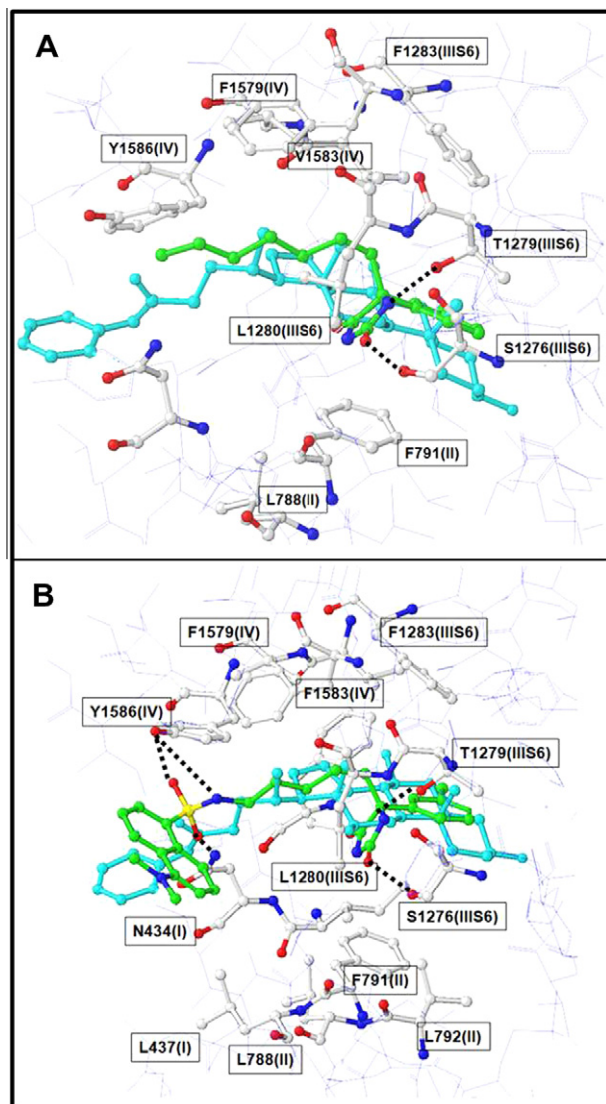 A
F1283(IIIS6)
F1579(IV)
Y1586(IV)
V1583(IV)
T1279(IIIS6)
L1280(IIIS6)
S1276(IIIS6)
F791(II)
L788(II)
B
F1579(IV)
F1283(IIIS6)
Y1586(IV)
F1583(IV)
T1279(IIIS6)
L1280(IIIS6)
S1276(IIIS6)
N434(I)
F791(II)
L437(I)
L788(II)
L792(II)